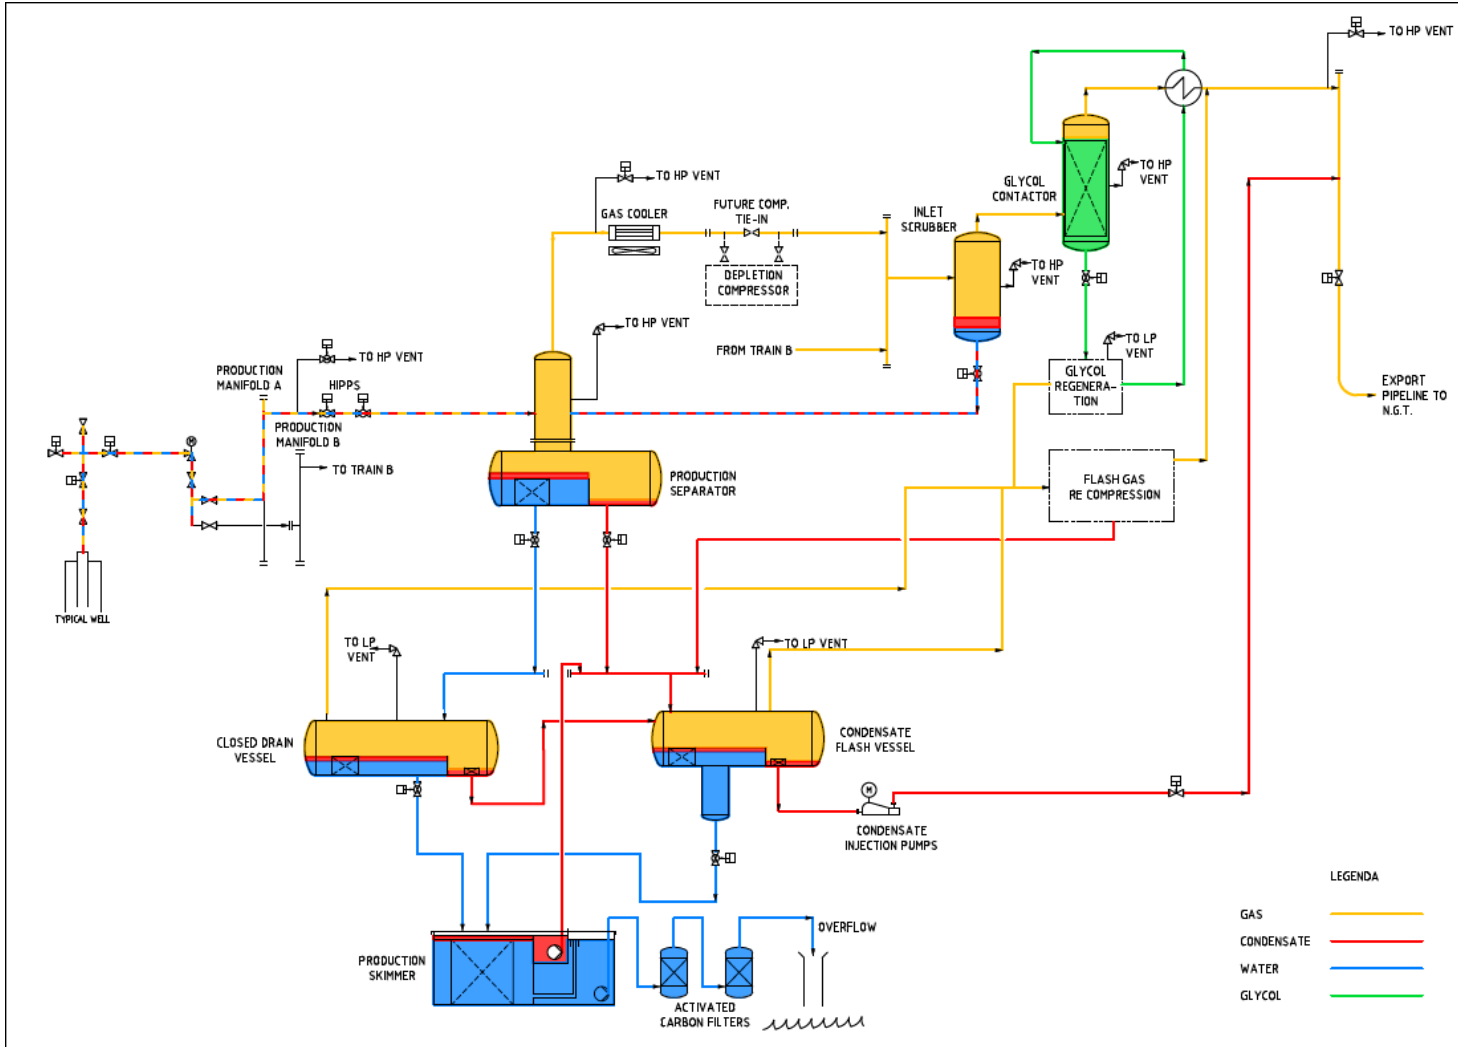 TO HP VENT
TO HP VENT
GAS COOLER
FUTURE COMP.
TIE-IN
DEPLETION
COMPRESSOR
INLET
SCRUBBER
GLYCOL
CONTACTOR
TO HP
VENT
TO HP
VENT
FROM TRAIN B
TO HP VENT
TO HP VENT
PRODUCTION
MANIFOLD A
HIPPS
PRODUCTION
MANIFOLD B
TO TRAIN B
M
TO LP
VENT
GLYCOL
REGENERA-
TION
EXPORT
PIPELINE TO
N.G.T.
PRODUCTION
SEPARATOR
FLASH GAS
RE COMPRESSION
TYPICAL WELL
TO LP
VENT
TO LP VENT
CLOSED DRAIN
VESSEL
CONDENSATE
FLASH VESSEL
M
CONDENSATE
INJECTION PUMPS
PRODUCTION
SKIMMER
OVERFLOW
ACTIVATED
CARBON FILTERS
LEGENDA
GAS
CONDENSATE
WATER
GLYCOL